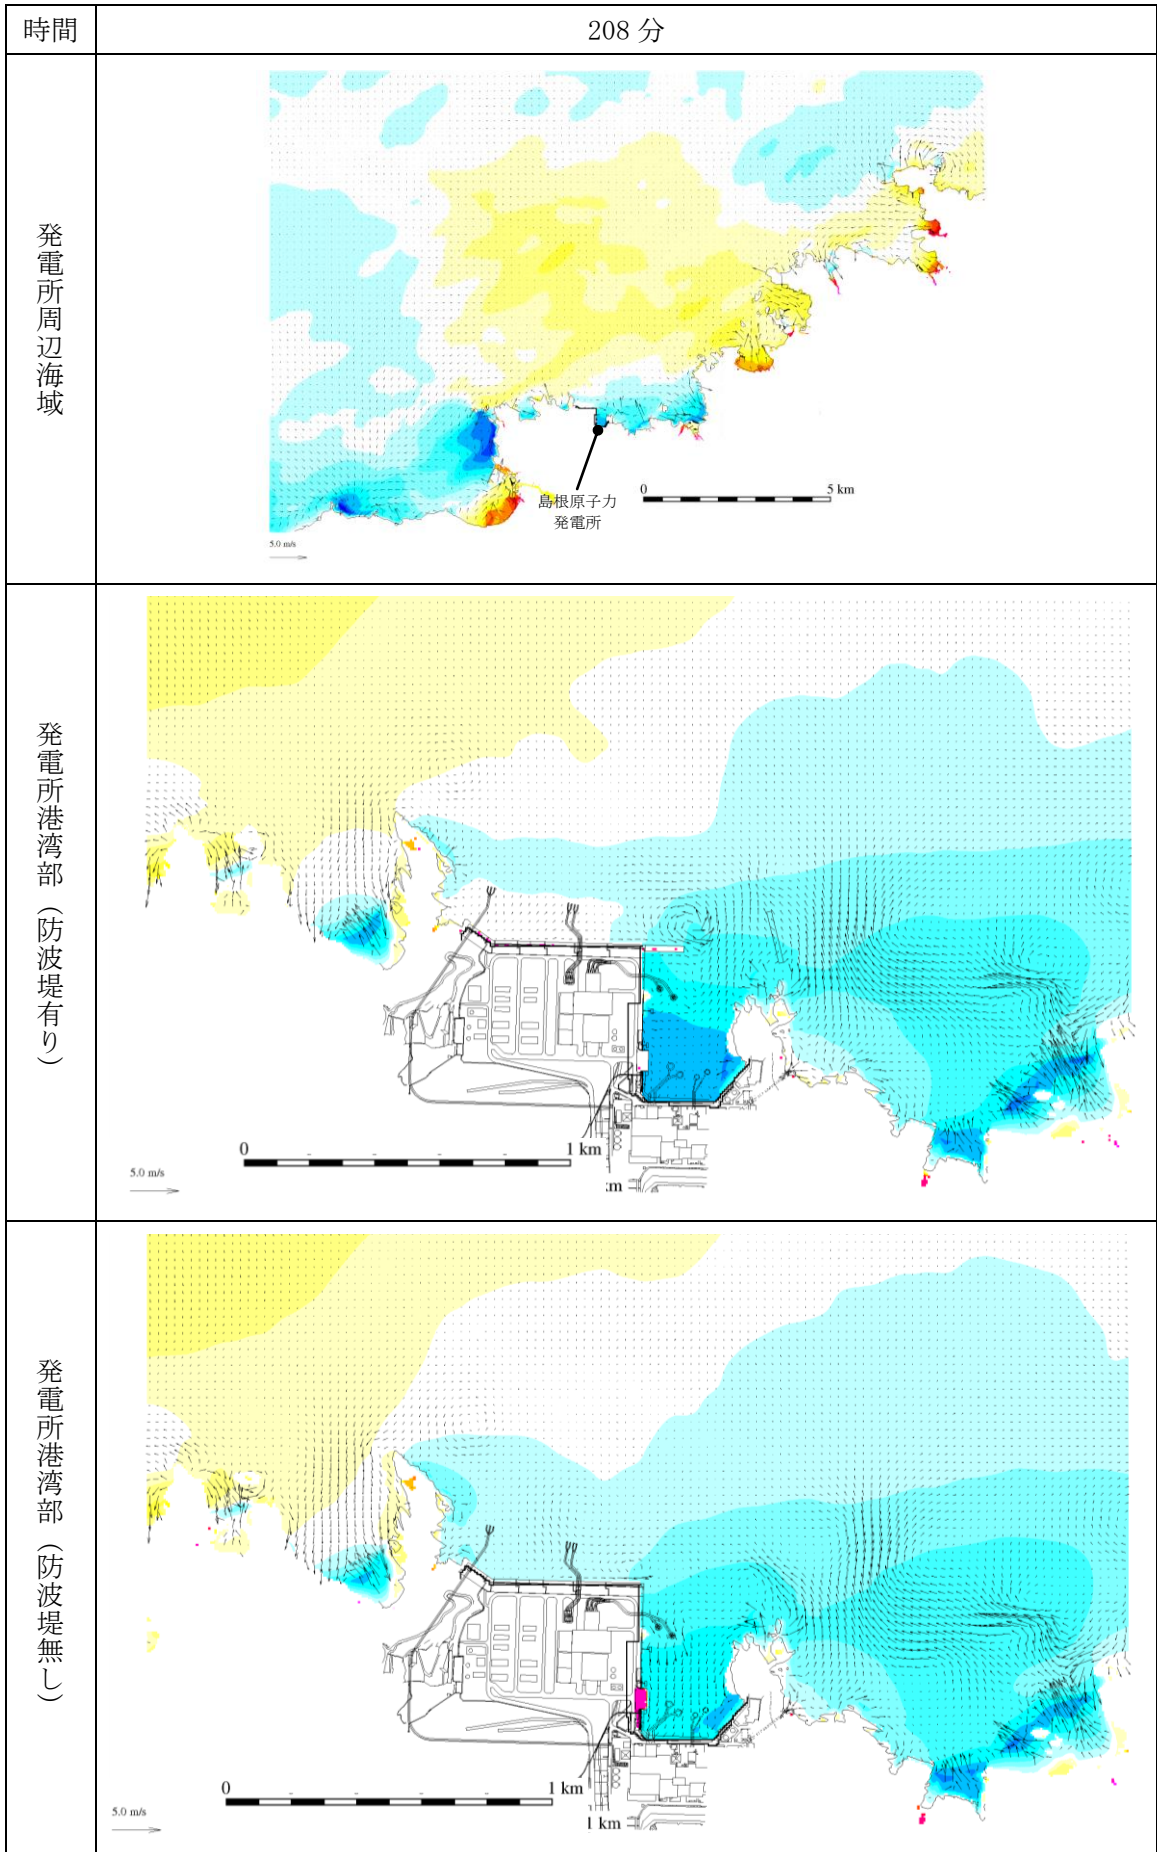 時間
208 分
発電所周辺海域
島根原子力
発電所
0 5 km
5.0 m/s
発電所港湾部（防波堤有り）
0 1 km
5.0 m/s
:m
発電所港湾部（防波堤無し）
0 1 km
5.0 m/s
1 km